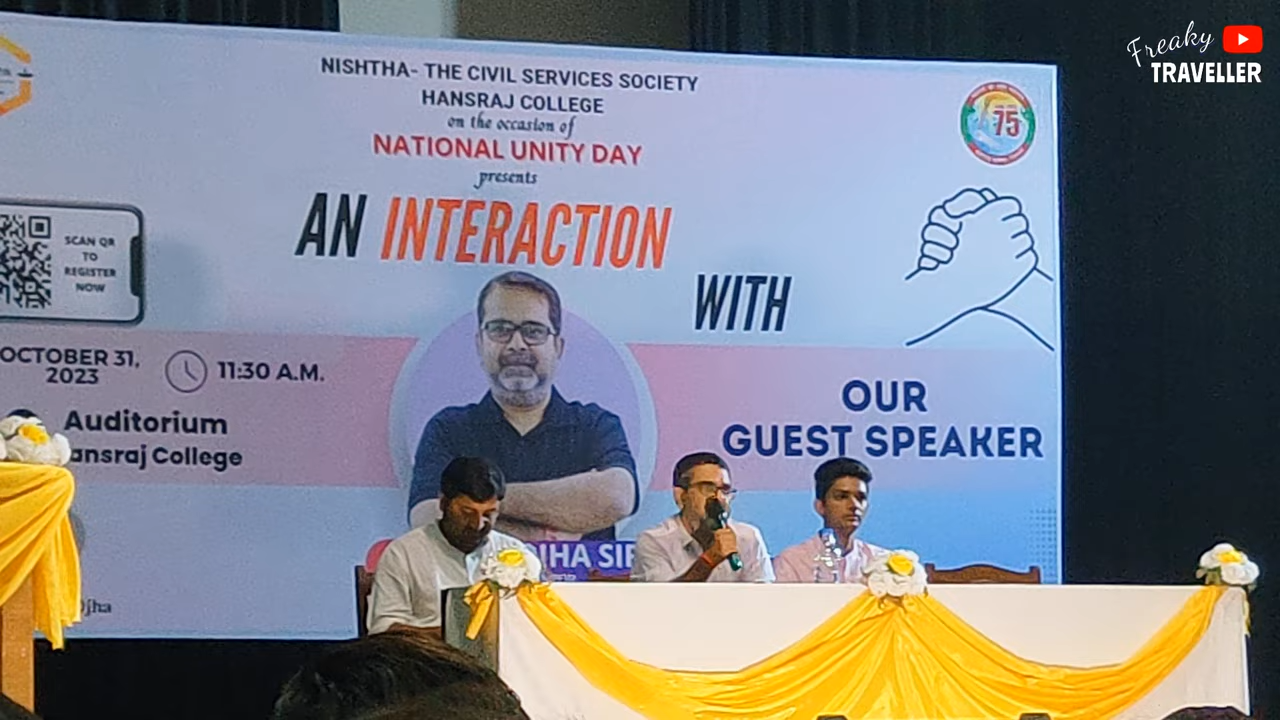 Freaky
TRAVELLER
NISHTHA- THE CIVIL SERVICES SOCIETY
HANSRAJ COLLEGE
on the occasion of
NATIONAL UNITY DAY
presents
75
AN INTERACTION
WITH
SCAN QR
TO
REGISTER
NOW
OCTOBER 31,
2023
11:30 A.M.
Auditorium
ansraj College
OUR
GUEST SPEAKER
JHA SIR
Ojha